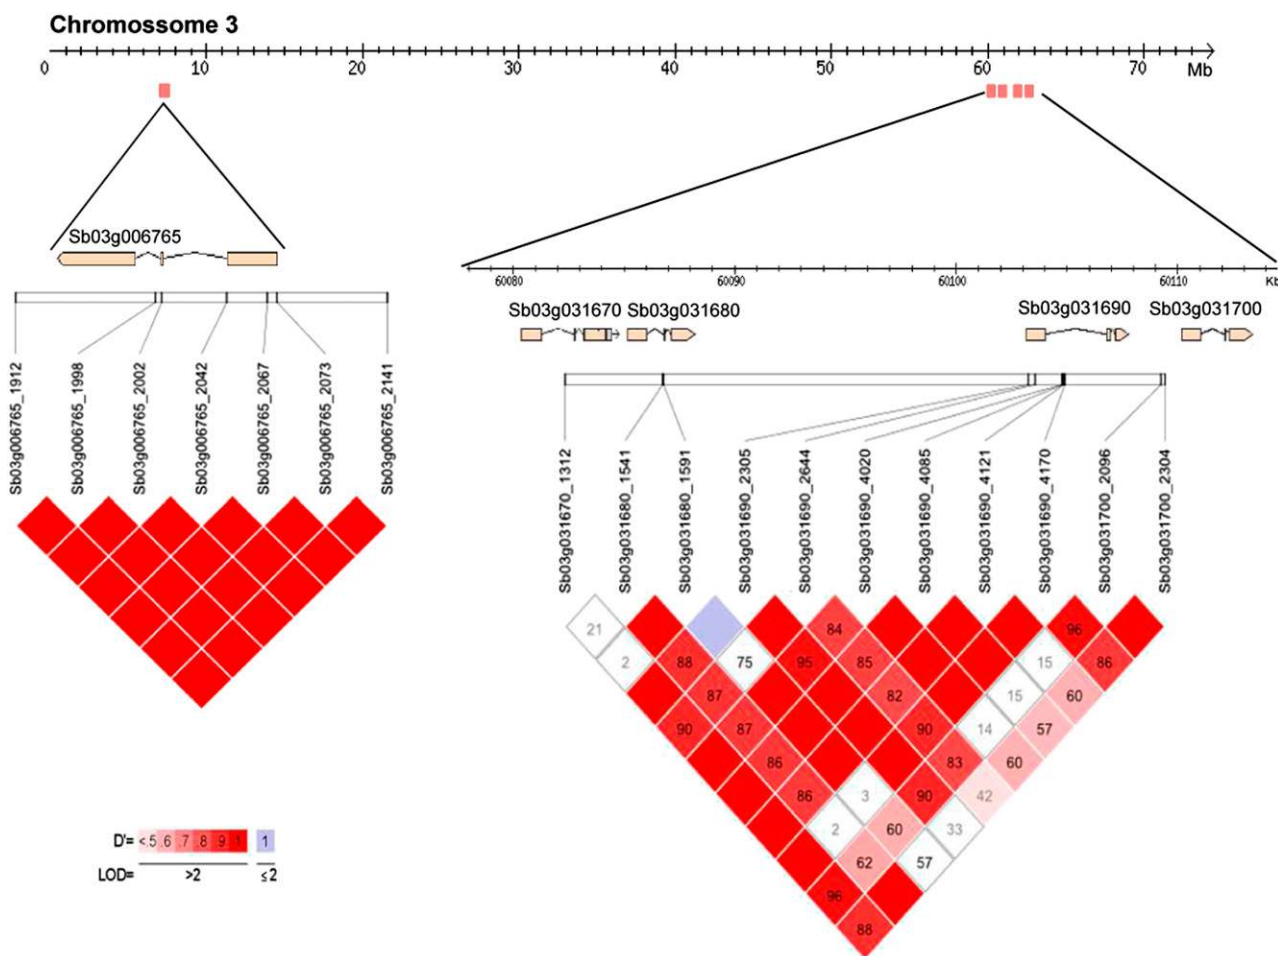 Chromossome 3
0 10 20 30 40 50 60 70 Mb
Sb03g006765
60080 60090 60100 60110 Kb
Sb03g031670 Sb03g031680 Sb03g031690 Sb03g031700
Sb03g006765_1912
Sb03g006765_1998
Sb03g006765_2002
Sb03g006765_2042
Sb03g006765_2067
Sb03g006765_2073
Sb03g006765_2141
Sb03g031670_1312
Sb03g031680_1541
Sb03g031680_1591
Sb03g031690_2305
Sb03g031690_2644
Sb03g031690_4020
Sb03g031690_4085
Sb03g031690_4121
Sb03g031690_4170
Sb03g031700_2096
Sb03g031700_2304
21 84 96
2 88 75 95 85 15 86
87 82 15 60
90 87 90 14 57
86 83 60
86 3 90 42
2 60 33
62 57
96
88
D'= <.5 .6 .7 .8 .9 1 1
LOD= >2 ≤2